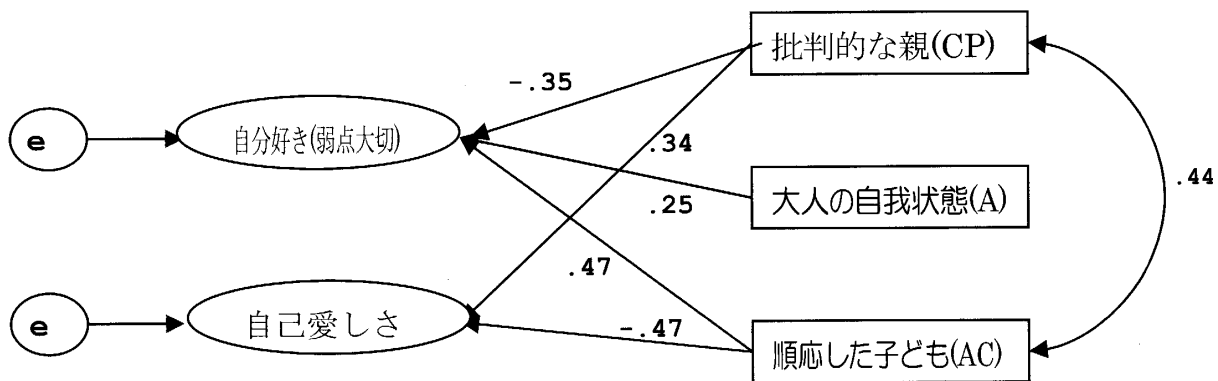 批判的な親(CP)
-.35
e
自分好き(弱点大切)
.34
.44
大人の自我状態(A)
.25
.47
e
自己愛しさ
-.47
順応した子ども(AC)